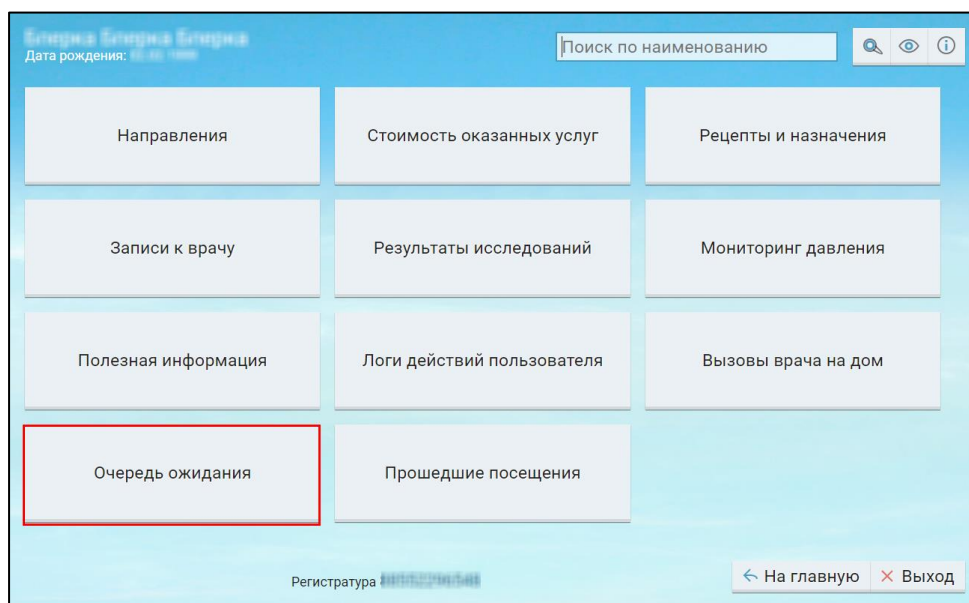 Дата рождения:
Поиск по наименованию
Направления
Стоимость оказанных услуг
Рецепты и назначения
Записи к врачу
Результаты исследований
Мониторинг давления
Полезная информация
Логи действий пользователя
Вызовы врача на дом
Очередь ожидания
Прошедшие посещения
Регистратура
На главную
Выход